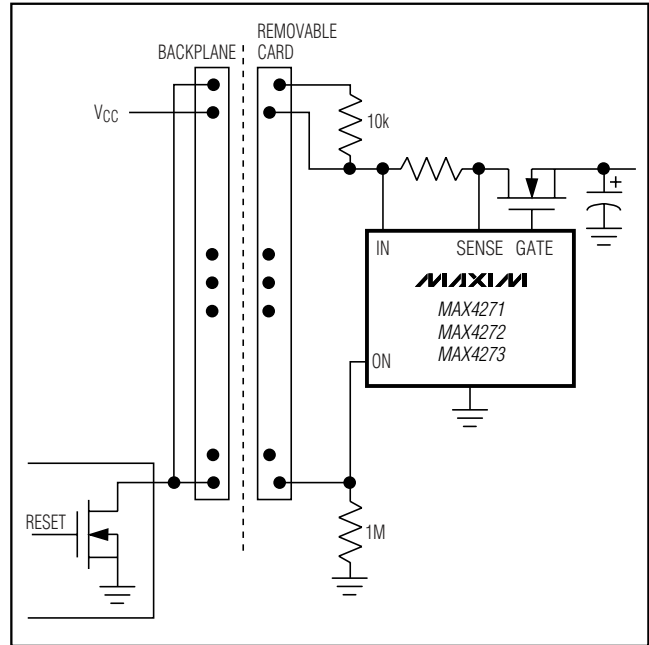 BACKPLANE
REMOVABLE
CARD
VCC
10k
IN
SENSE
GATE
MAXIM
MAX4271
MAX4272
MAX4273
ON
RESET
1M
+